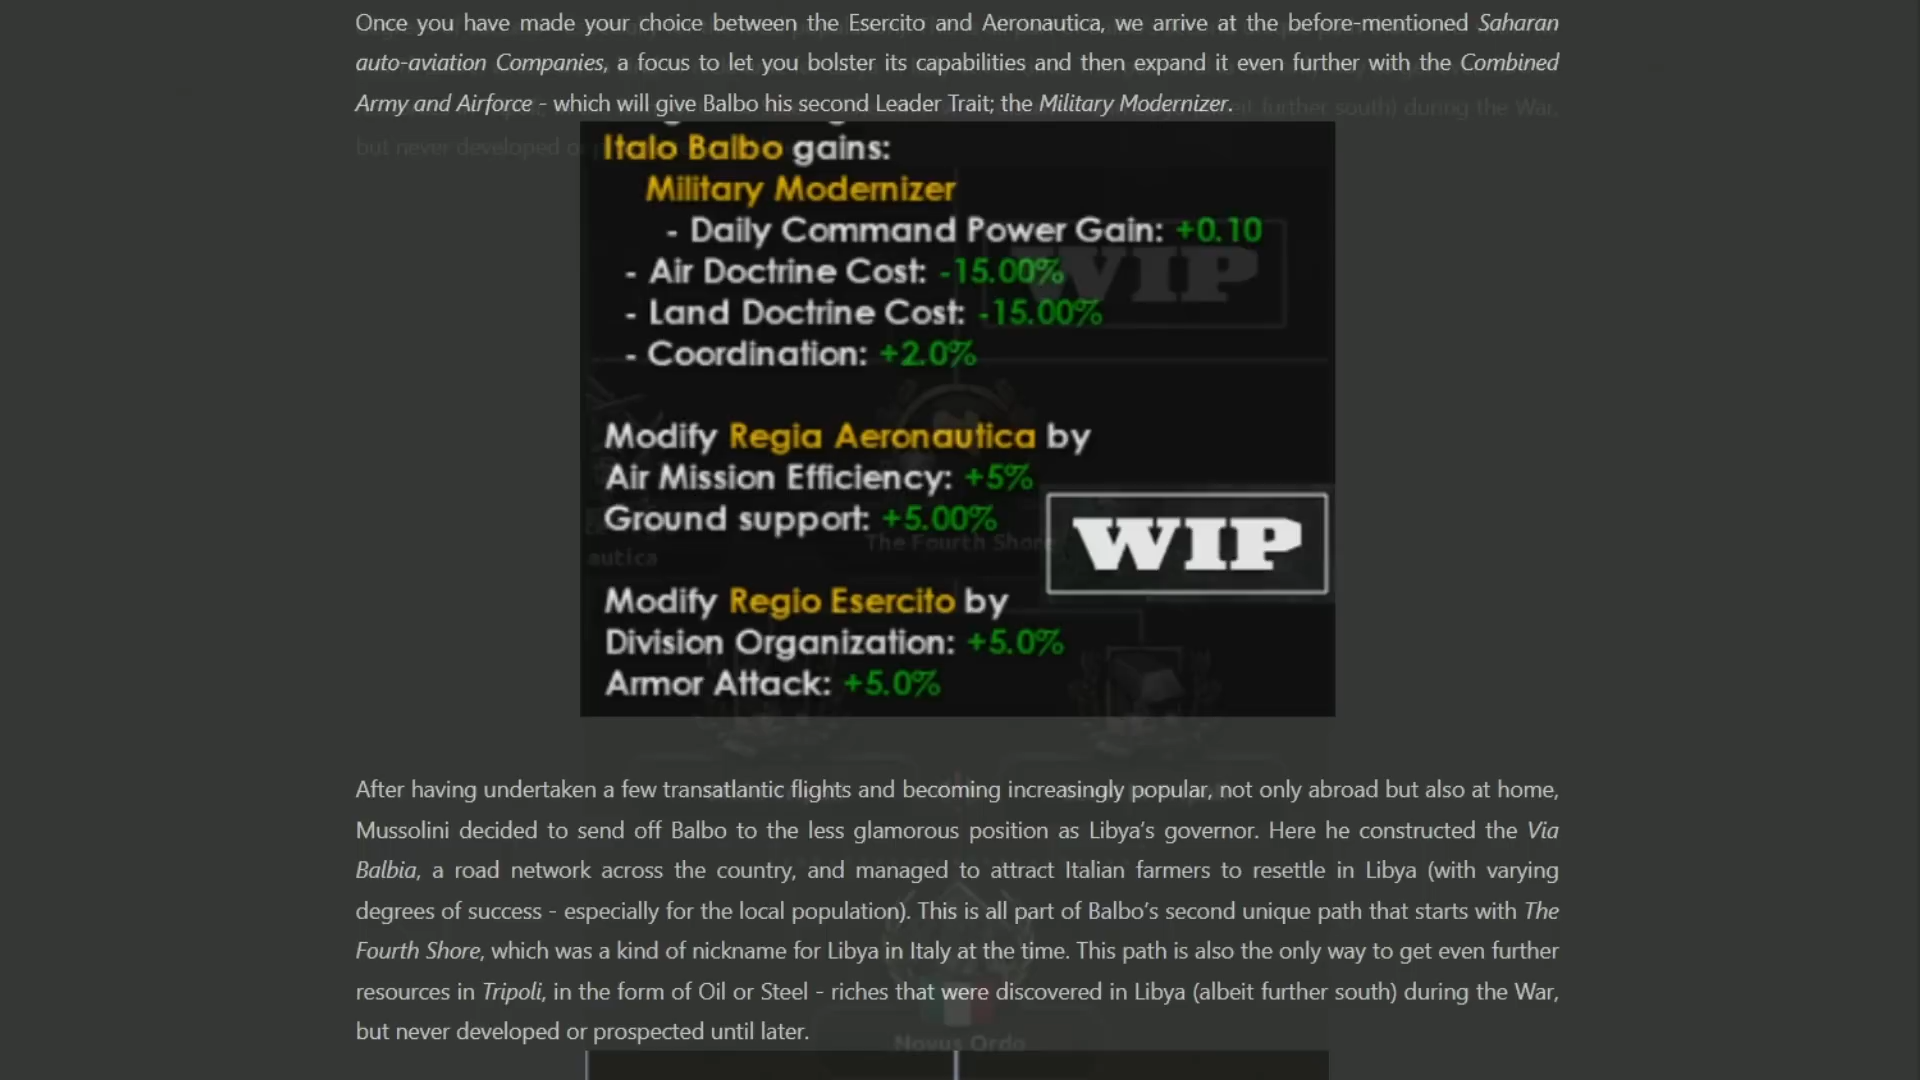 Once you have made your choice between the Esercito and Aeronautica, we arrive at the before-mentioned Saharan
auto-aviation Companies, a focus to let you bolster its capabilities and then expand it even further with the Combined
Army and Airforce - which will give Balbo his second Leader Trait; the Military Modernizer.
but never developed o
Italo Balbo gains:
Military Modernizer
- Daily Command Power Gain: +0.10
- Air Doctrine Cost: -15.00%
WIP
- Land Doctrine Cost: -15.00%
- Coordination: +2.0%
Modify Regia Aeronautica by
Air Mission Efficiency: +5%
Ground support: +5.00%
The Fourth Shore
autica
WIP
Modify Regio Esercito by
Division Organization: +5.0%
Armor Attack: +5.0%
After having undertaken a few transatlantic flights and becoming increasingly popular, not only abroad but also at home,
Mussolini decided to send off Balbo to the less glamorous position as Libya's governor. Here he constructed the Via
Balbia, a road network across the country, and managed to attract Italian farmers to resettle in Libya (with varying
degrees of success - especially for the local population). This is all part of Balbo's second unique path that starts with The
Fourth Shore, which was a kind of nickname for Libya in Italy at the time. This path is also the only way to get even further
resources in Tripoli, in the form of Oil or Steel - riches that were discovered in Libya (albeit further south) during the War,
but never developed or prospected until later.
Novus Ordo